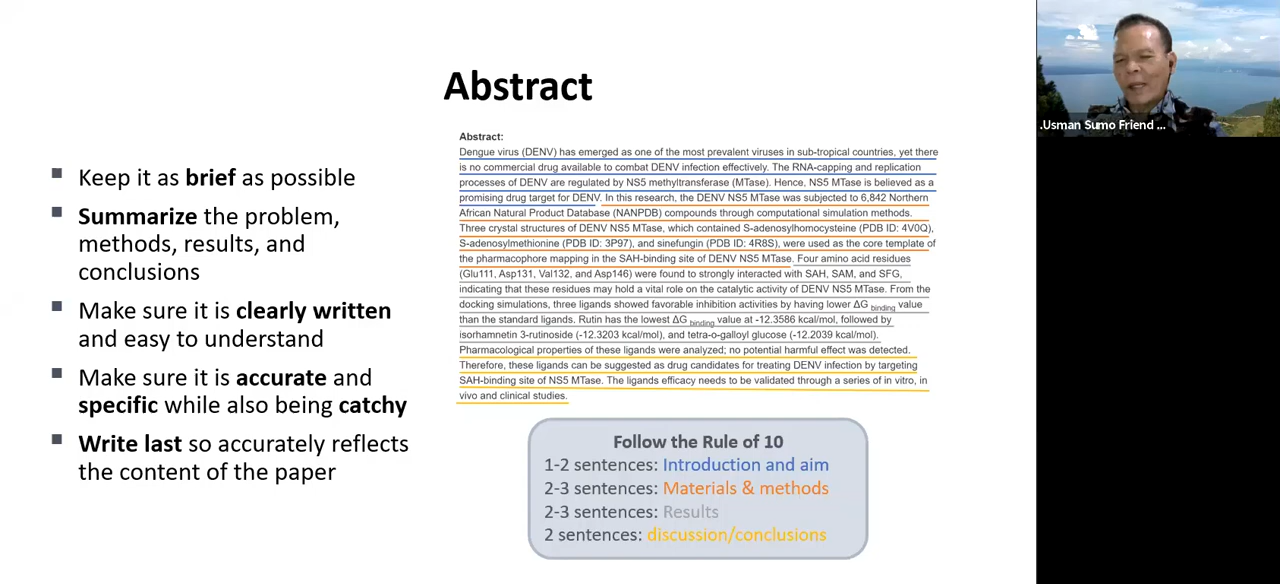 Abstract
▪ Keep it as brief as possible
▪ Summarize the problem,
methods, results, and
conclusions
▪ Make sure it is clearly written
and easy to understand
▪ Make sure it is accurate and
specific while also being catchy
▪ Write last so accurately reflects
the content of the paper
Abstract:
Dengue virus (DENV) has emerged as one of the most prevalent viruses in sub-tropical countries, yet there
is no commercial drug available to combat DENV infection effectively. The RNA-capping and replication
processes of DENV are regulated by NS5 methyltransferase (MTase). Hence, NS5 MTase is believed as a
promising drug target for DENV. In this research, the DENV NS5 MTase was subjected to 6,842 Northern
African Natural Product Database (NANPDB) compounds through computational simulation methods.
Three crystal structures of DENV NS5 MTase, which contained S-adenosylhomocysteine (PDB ID: 4V0Q),
S-adenosylmethionine (PDB ID: 3P97), and sinefungin (PDB ID: 4R8S), were used as the core template of
the pharmacophore mapping in the SAH-binding site of DENV NS5 MTase. Four amino acid residues
(Glu111, Asp131, Val132, and Asp146) were found to strongly interacted with SAH, SAM, and SFG,
indicating that these residues may hold a vital role on the catalytic activity of DENV NS5 MTase. From the
docking simulations, three ligands showed favorable inhibition activities by having lower ΔG binding value
than the standard ligands. Rutin has the lowest ΔG binding value at -12.3586 kcal/mol, followed by
isorhamnetin 3-rutinoside (-12.3203 kcal/mol), and tetra-o-galloyl glucose (-12.2039 kcal/mol).
Pharmacological properties of these ligands were analyzed; no potential harmful effect was detected.
Therefore, these ligands can be suggested as drug candidates for treating DENV infection by targeting
SAH-binding site of NS5 MTase. The ligands efficacy needs to be validated through a series of in vitro, in
vivo and clinical studies.
Follow the Rule of 10
1-2 sentences: Introduction and aim
2-3 sentences: Materials & methods
2-3 sentences: Results
2 sentences: discussion/conclusions
.Usman Sumo Friend ...